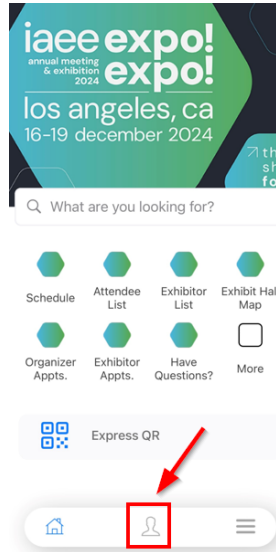 iaee expo!
annual meeting
& exhibition
2024
expo!
los angeles, ca
16-19 december 2024
What are you looking for?
Schedule
Attendee
List
Exhibitor
List
Exhibit Hal
Map
Organizer
Appts.
Exhibitor
Appts.
Have
Questions?
More
Express QR